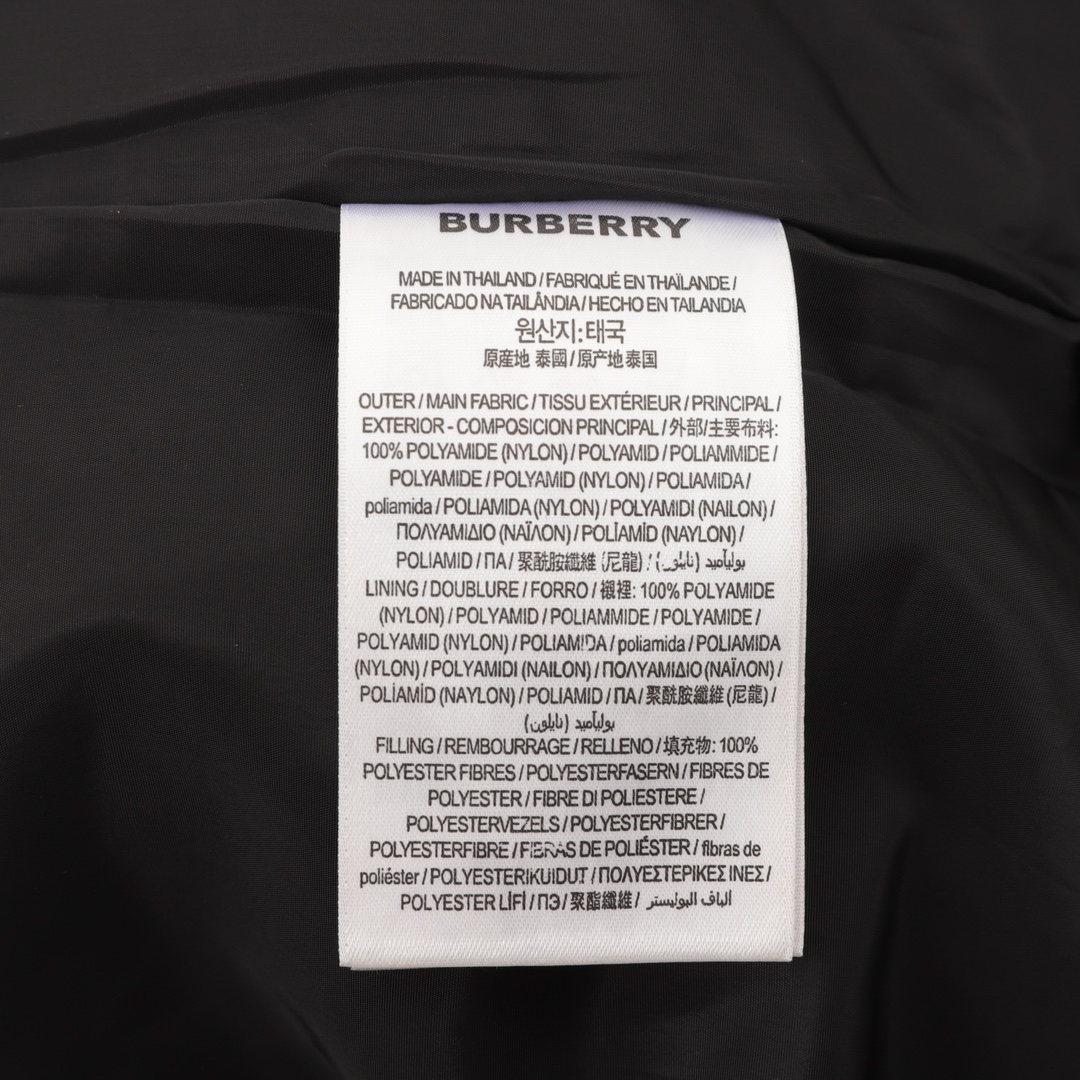 BURBERRY
MADE IN THAILAND / FABRIQUÉ EN THAÏLANDE /
FABRICADO NA TAILÂNDIA / HECHO EN TAILANDIA
원산지: 태국
原産地 泰國 / 原产地 泰国
OUTER / MAIN FABRIC / TISSU EXTÉRIEUR / PRINCIPAL /
EXTERIOR - COMPOSICION PRINCIPAL / 外部/主要布料:
100% POLYAMIDE (NYLON) / POLYAMID / POLIAMMIDE /
POLYAMIDE / POLYAMID (NYLON) / POLIAMIDA /
poliamida / POLIAMIDA (NYLON) / POLYAMIDI (NAILON) /
ΠΟΛΥΑΜΙΔΙΟ (ΝΑΪΛΟΝ) / POLİAMİD (NAYLON) /
POLIAMID / ПА / 聚酰胺纖維 (尼龍) / بولیآمید (نایلون)
LINING / DOUBLURE / FORRO / 襯裡: 100% POLYAMIDE
(NYLON) / POLYAMID / POLIAMMIDE / POLYAMIDE /
POLYAMID (NYLON) / POLIAMIDA / poliamida / POLIAMIDA
(NYLON) / POLYAMIDI (NAILON) / ΠΟΛΥΑΜΙΔΙΟ (ΝΑΪΛΟΝ) /
POLİAMİD (NAYLON) / POLIAMID / ПА / 聚酰胺纖維 (尼龍) /
بولیآمید (نایلون)
FILLING / REMBOURRAGE / RELLENO / 填充物: 100%
POLYESTER FIBRES / POLYESTERFASERN / FIBRES DE
POLYESTER / FIBRE DI POLIESTERE /
POLYESTERVEZELS / POLYESTERFIBRER /
POLYESTERFIBRE / FIBRAS DE POLIÉSTER / fibras de
poliéster / POLYESTERIKUIDUT / ΠΟΛΥΕΣΤΕΡΙΚΕΣ ΙΝΕΣ /
POLYESTER LİFİ / ПЭ / 聚酯纖維 / ألياف البوليستر